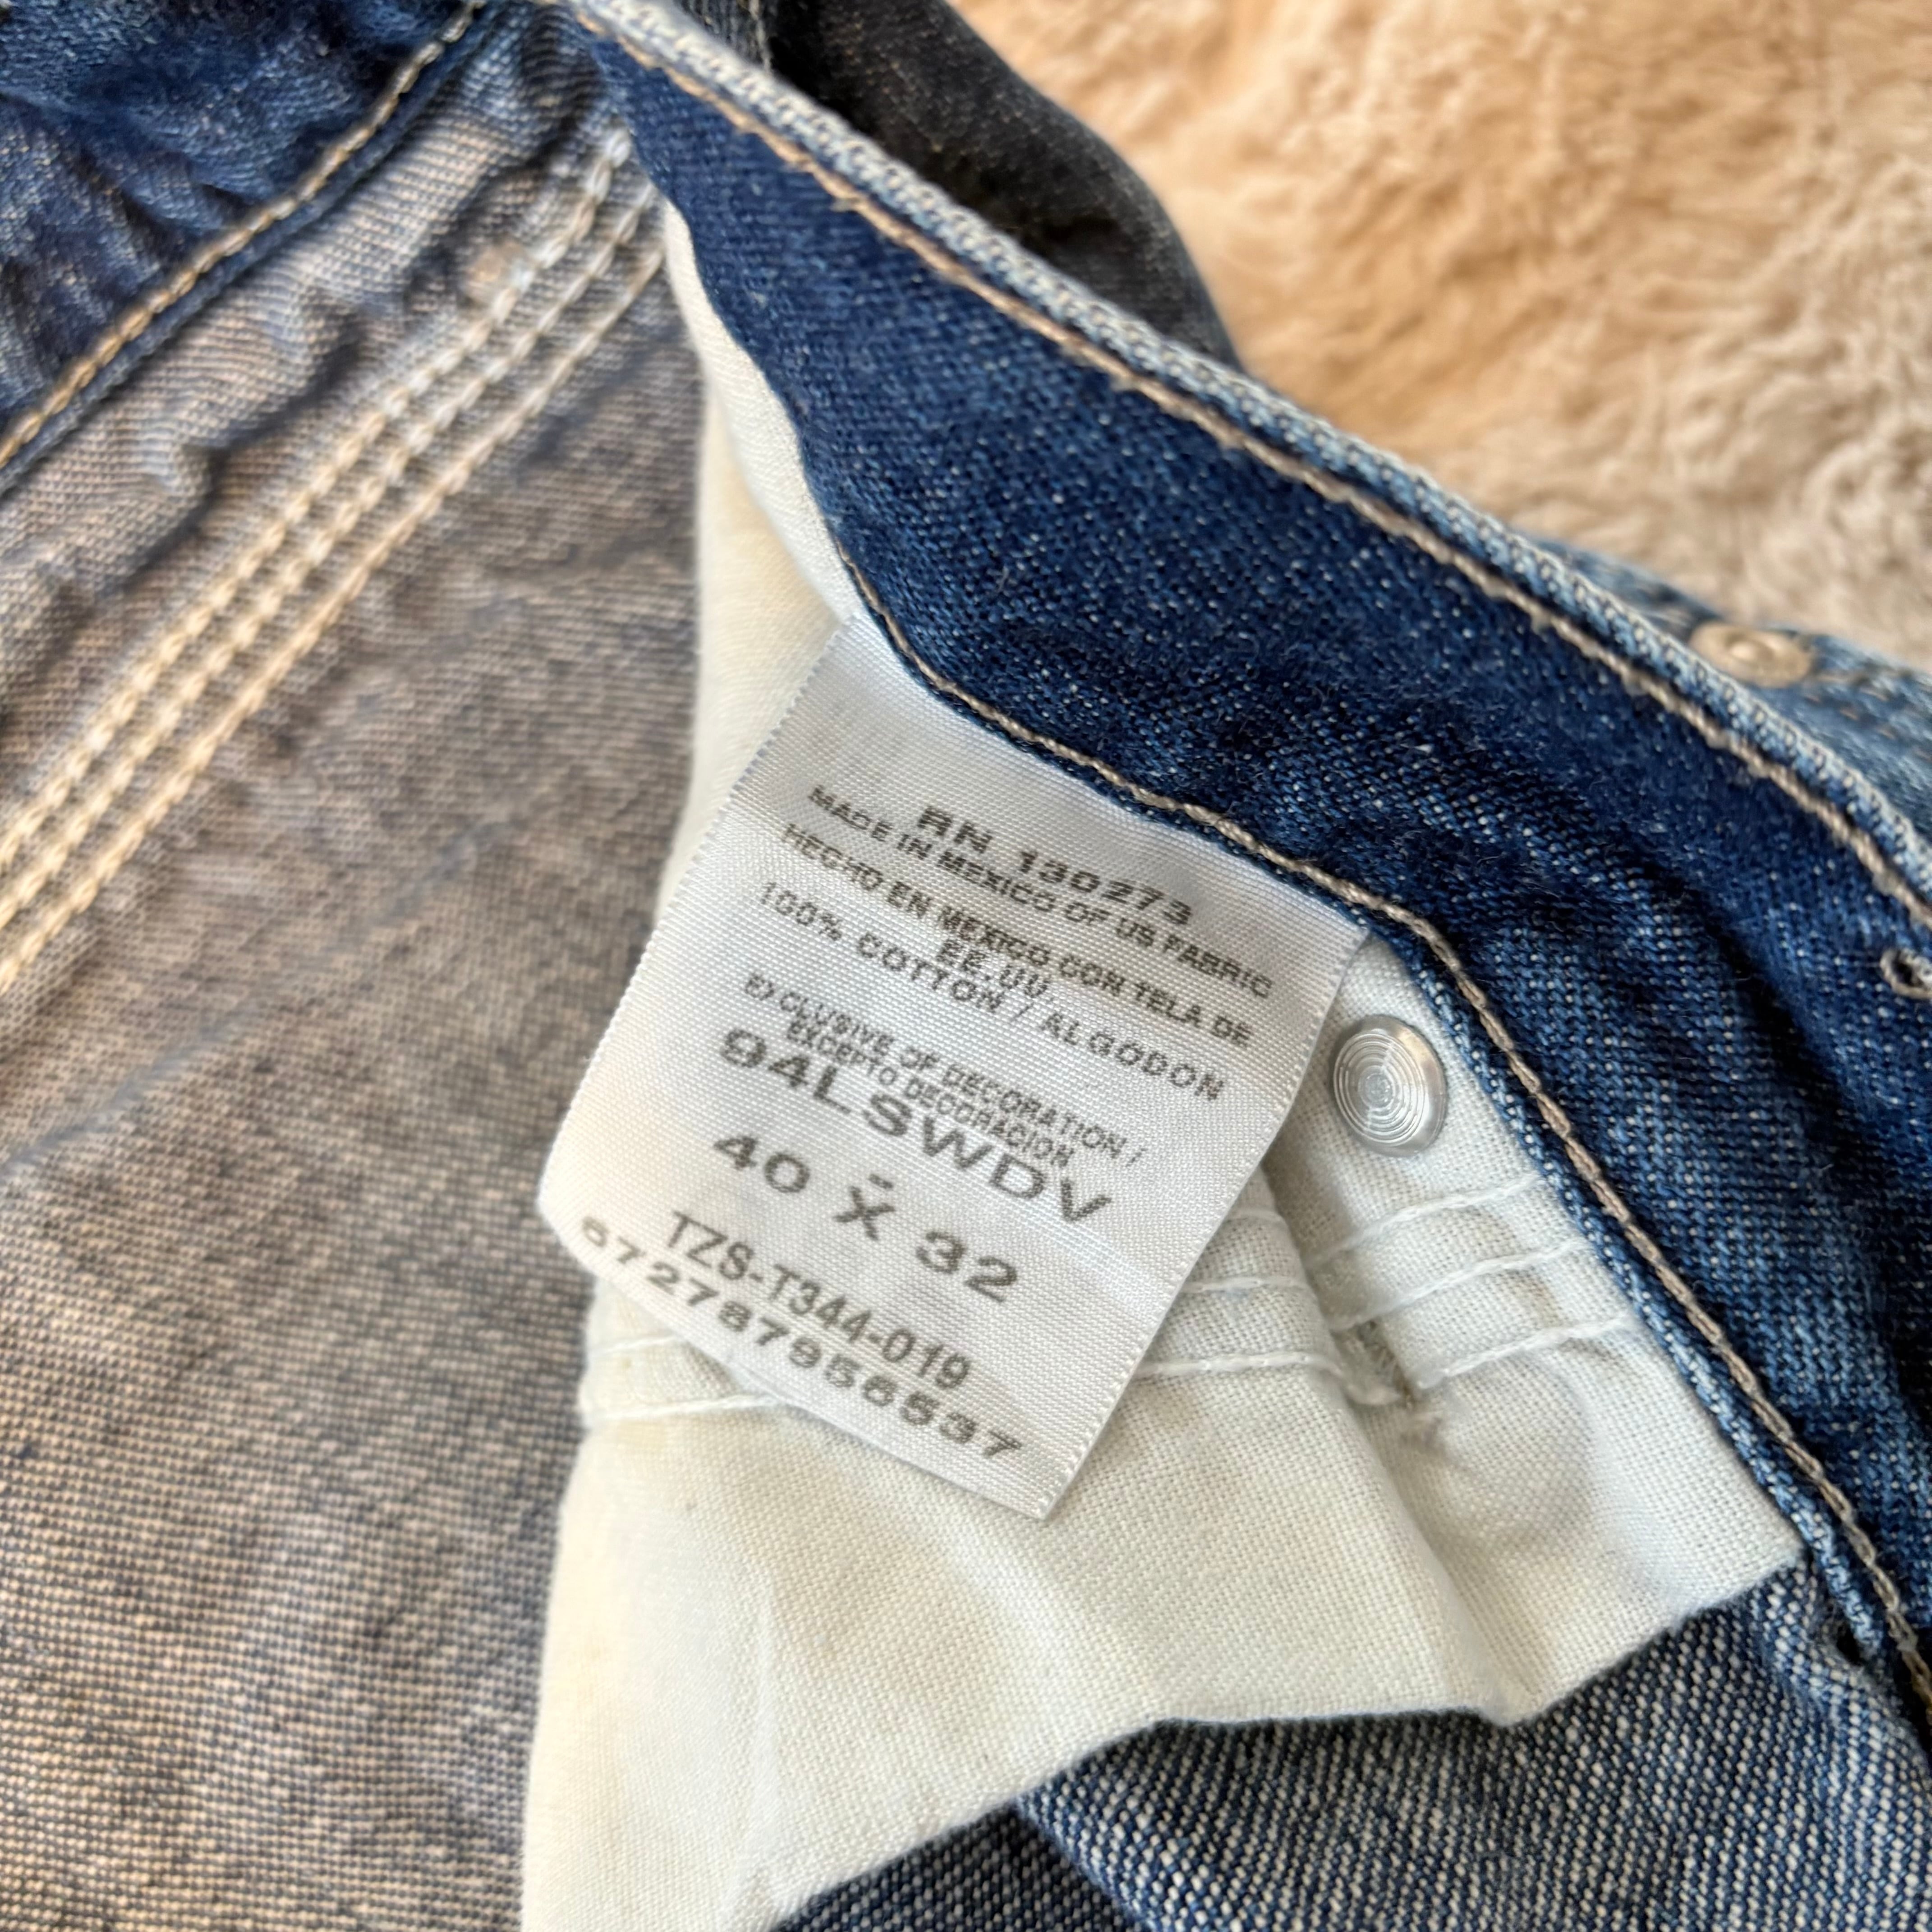 RN 130273
MADE IN MEXICO OF US FABRIC
HECHO EN MEXICO CON TELA DE
EE.UU.
100% COTTON / ALGODON
EXCLUSIVE OF DECORATION /
EXCEPTO DECORACION
94LSWDV
-
40 X 32
TZS-T344-019
672787956537